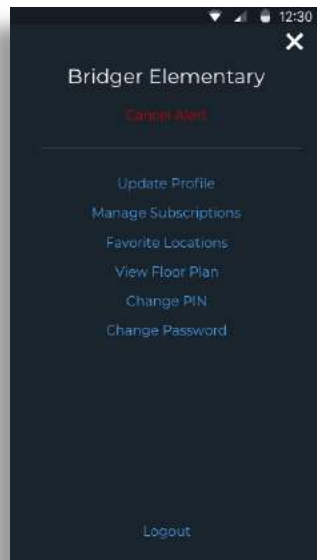 12:30
Bridger Elementary
Cancel Alert
Update Profile
Manage Subscriptions
Favorite Locations
View Floor Plan
Change PIN
Change Password
Logout